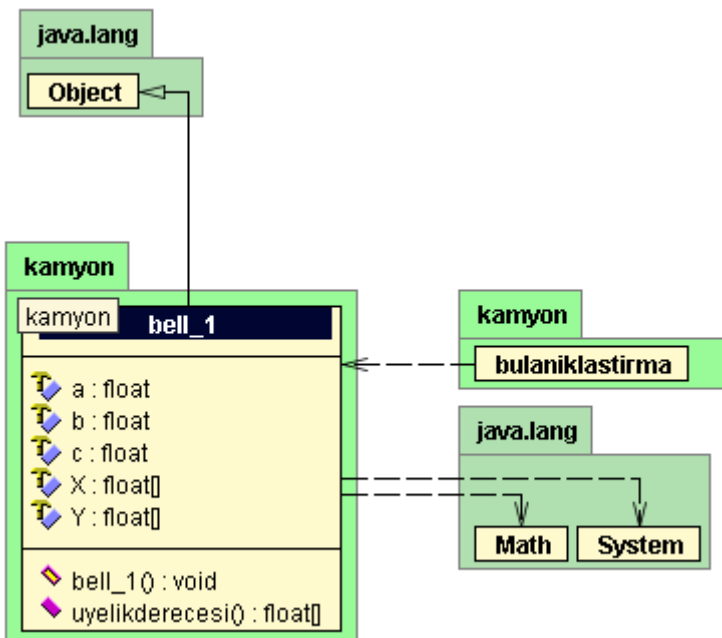 java.lang
Object
kamyon
kamyon
bell_1
a : float
b : float
c : float
X : float[]
Y : float[]
bell_1() : void
uyelikderecesi() : float[]
kamyon
bulaniklastirma
java.lang
Math
System